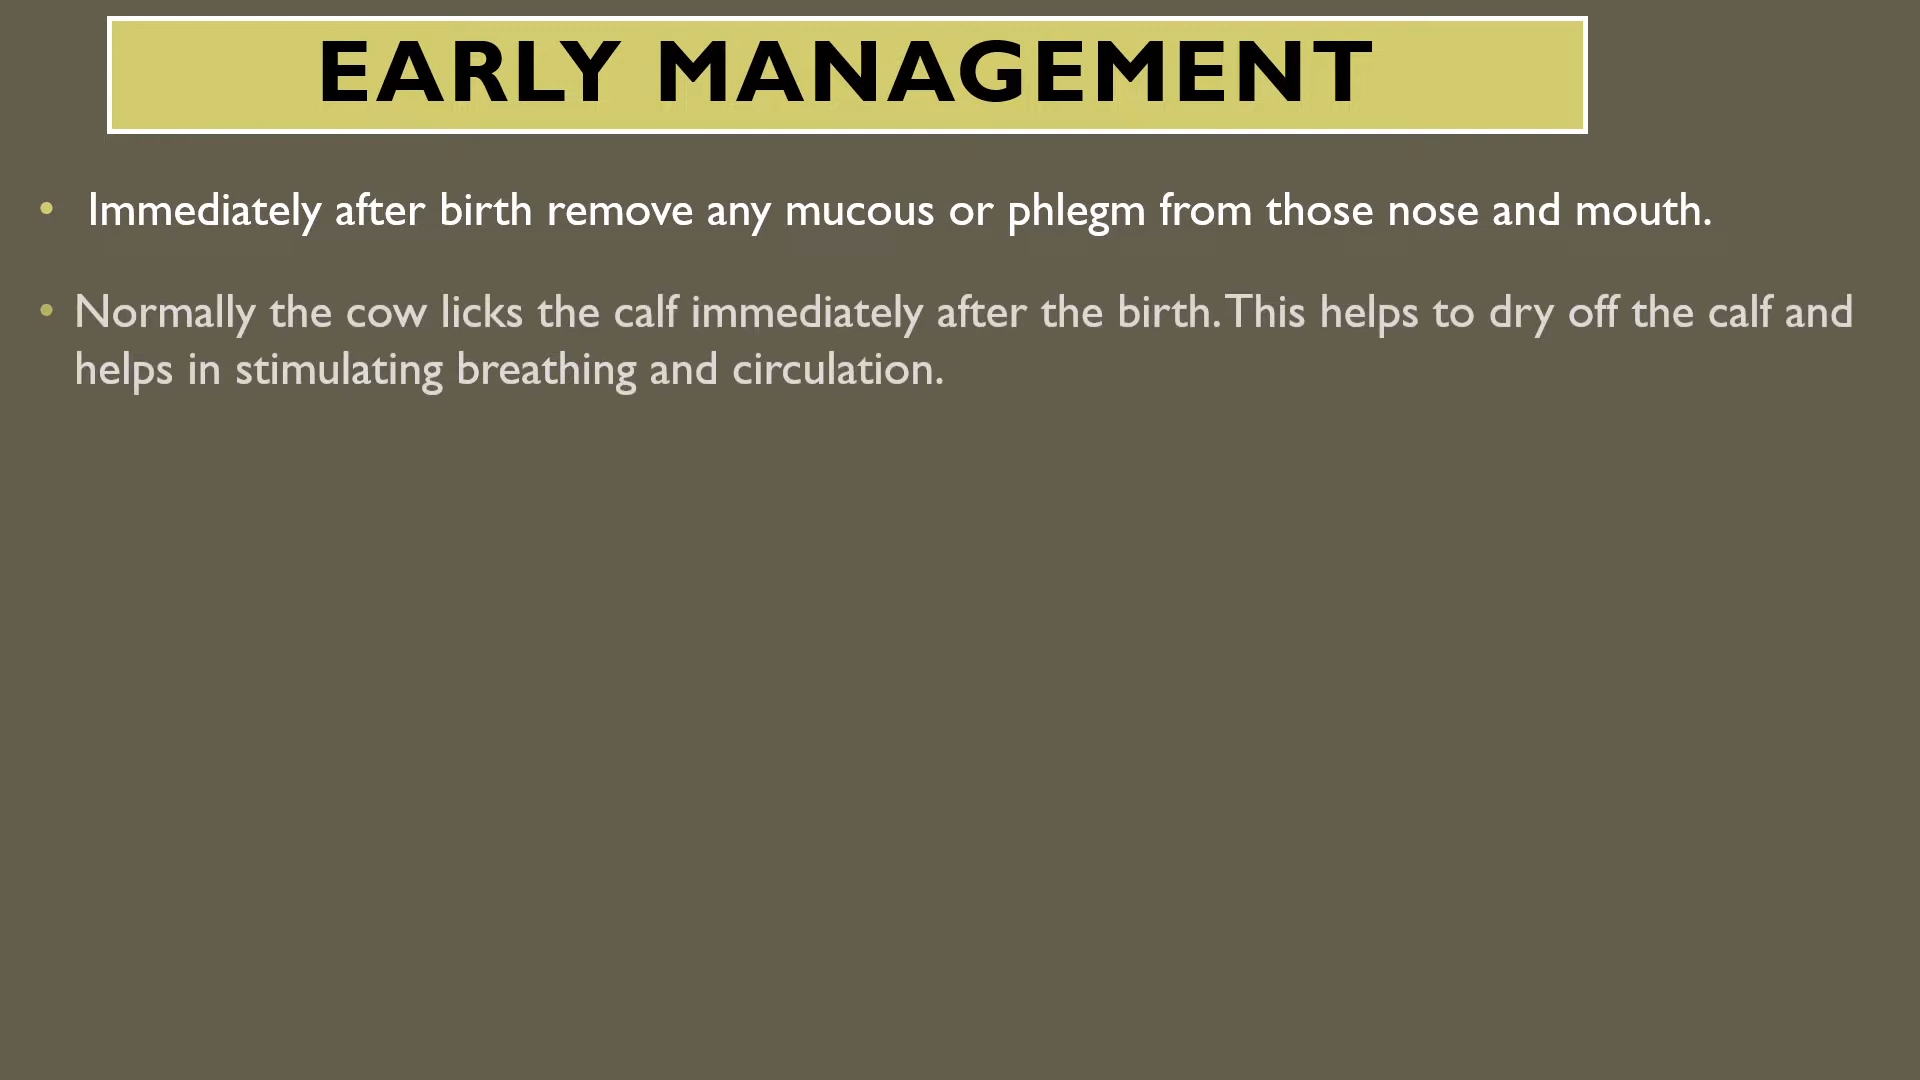 EARLY MANAGEMENT
• Immediately after birth remove any mucous or phlegm from those nose and mouth.
• Normally the cow licks the calf immediately after the birth. This helps to dry off the calf and
helps in stimulating breathing and circulation.